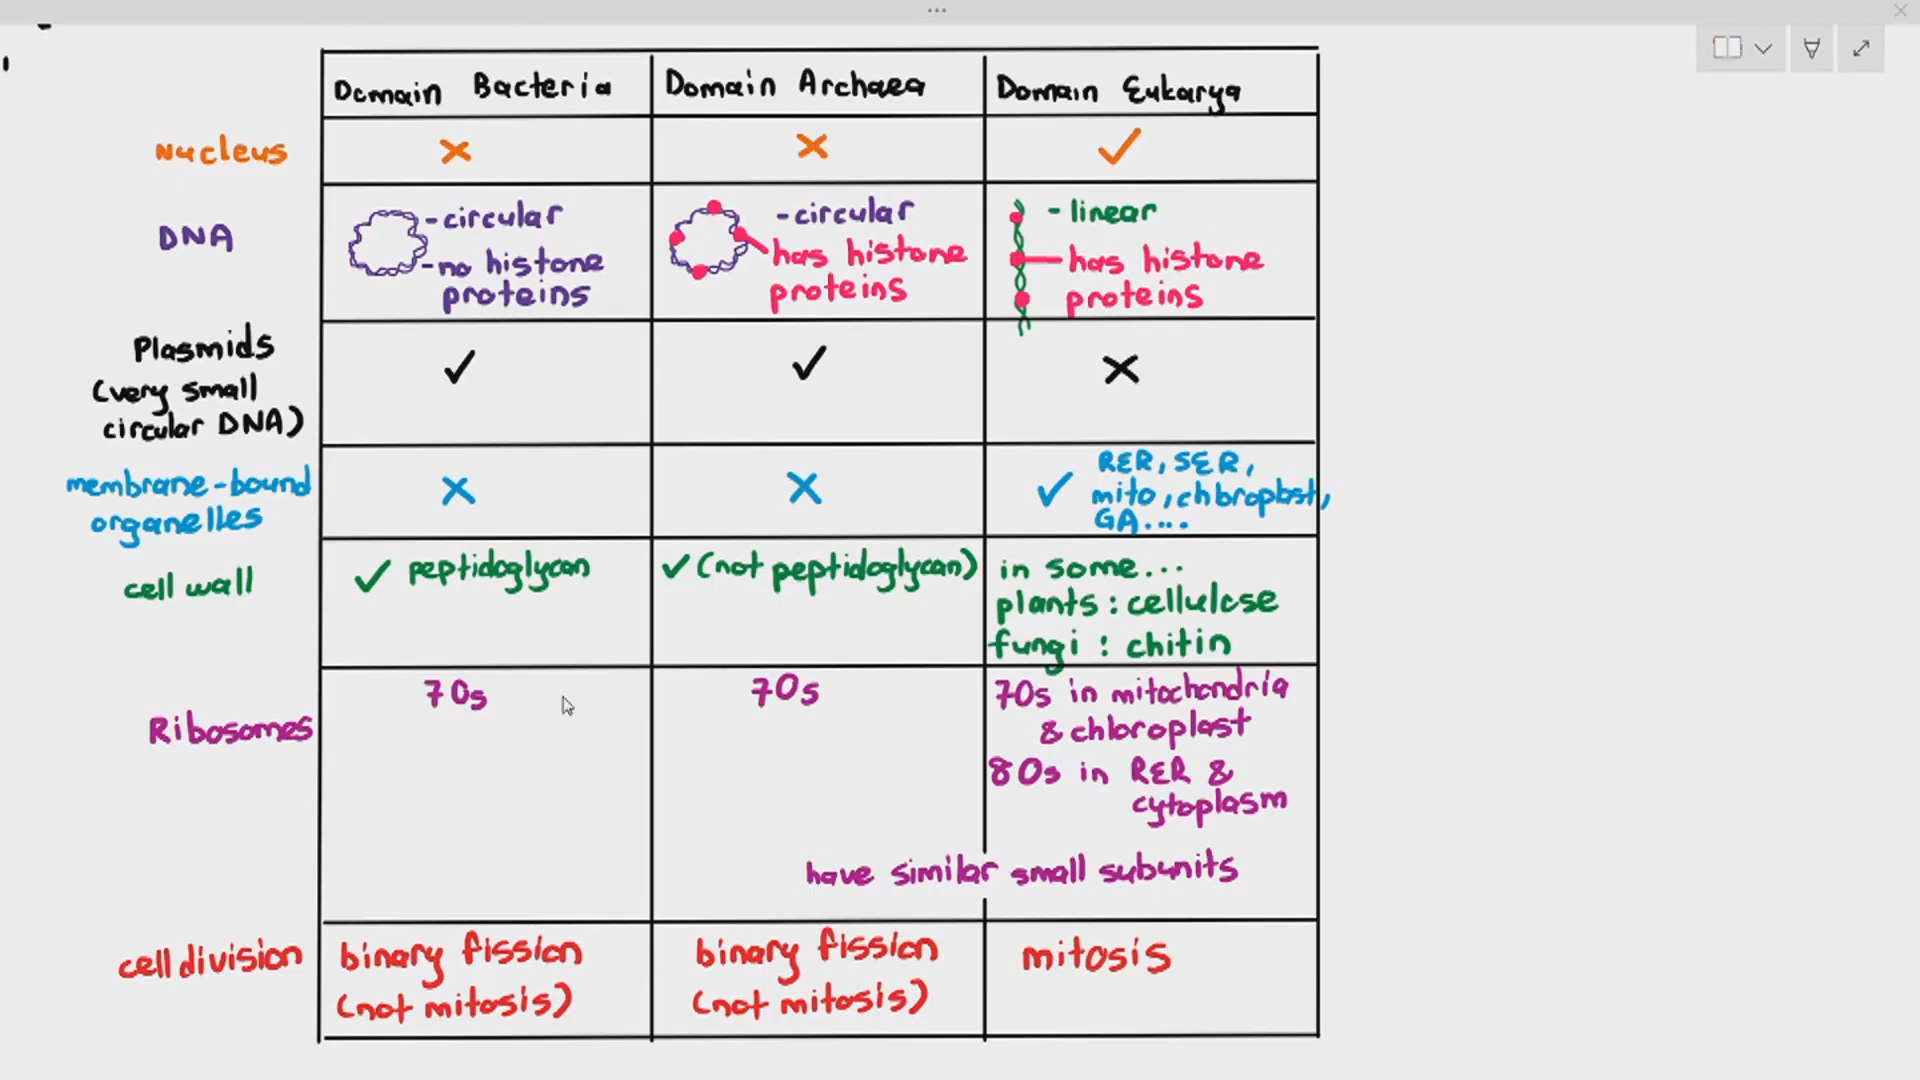 Domain Bacteria
Domain Archaea
Domain Eukarya
Nucleus
DNA
-circular
-no histone
proteins
-circular
has histone
proteins
- linear
has histone
proteins
Plasmids
(very small
circular DNA)
membrane-bound
organelles
RER, SER,
mito, chloroplast,
GA....
cell wall
peptidoglycan
(not peptidoglycan)
in some...
plants : cellulose
fungi : chitin
Ribosomes
70s
70s
70s in mitochondria
& chloroplast
80s in RER &
cytoplasm
have similar small subunits
cell division
binary fission
(not mitosis)
binary fission
(not mitosis)
mitosis